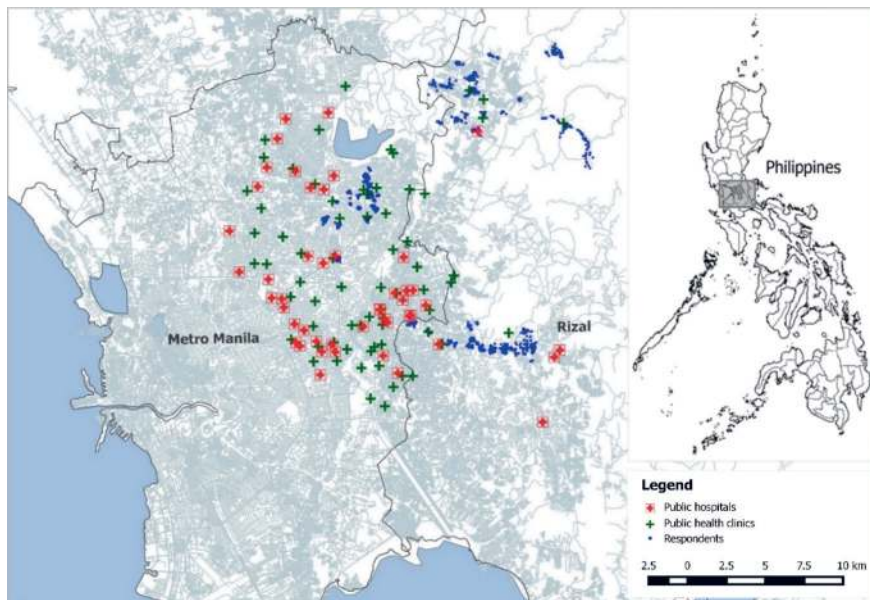 Philippines
Metro Manila
Rizal
Legend
Public hospitals
Public health clinics
Respondents
2.5 0 2.5 5 7.5 10 km